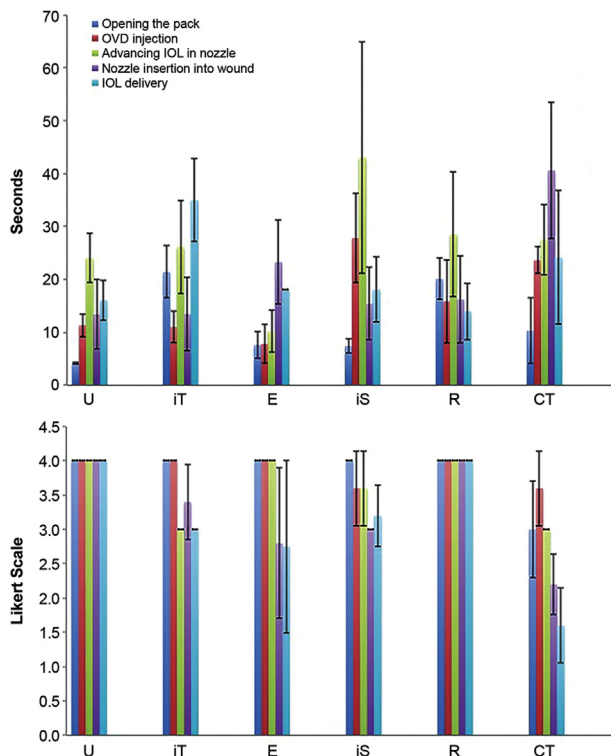 70
60
50
40
30
20
10
0
Seconds
Opening the pack
OVD injection
Advancing IOL in nozzle
Nozzle insertion into wound
IOL delivery
U iT E iS R CT
4.5
4.0
3.5
3.0
2.5
2.0
1.5
1.0
0.5
0.0
Likert Scale
U iT E iS R CT